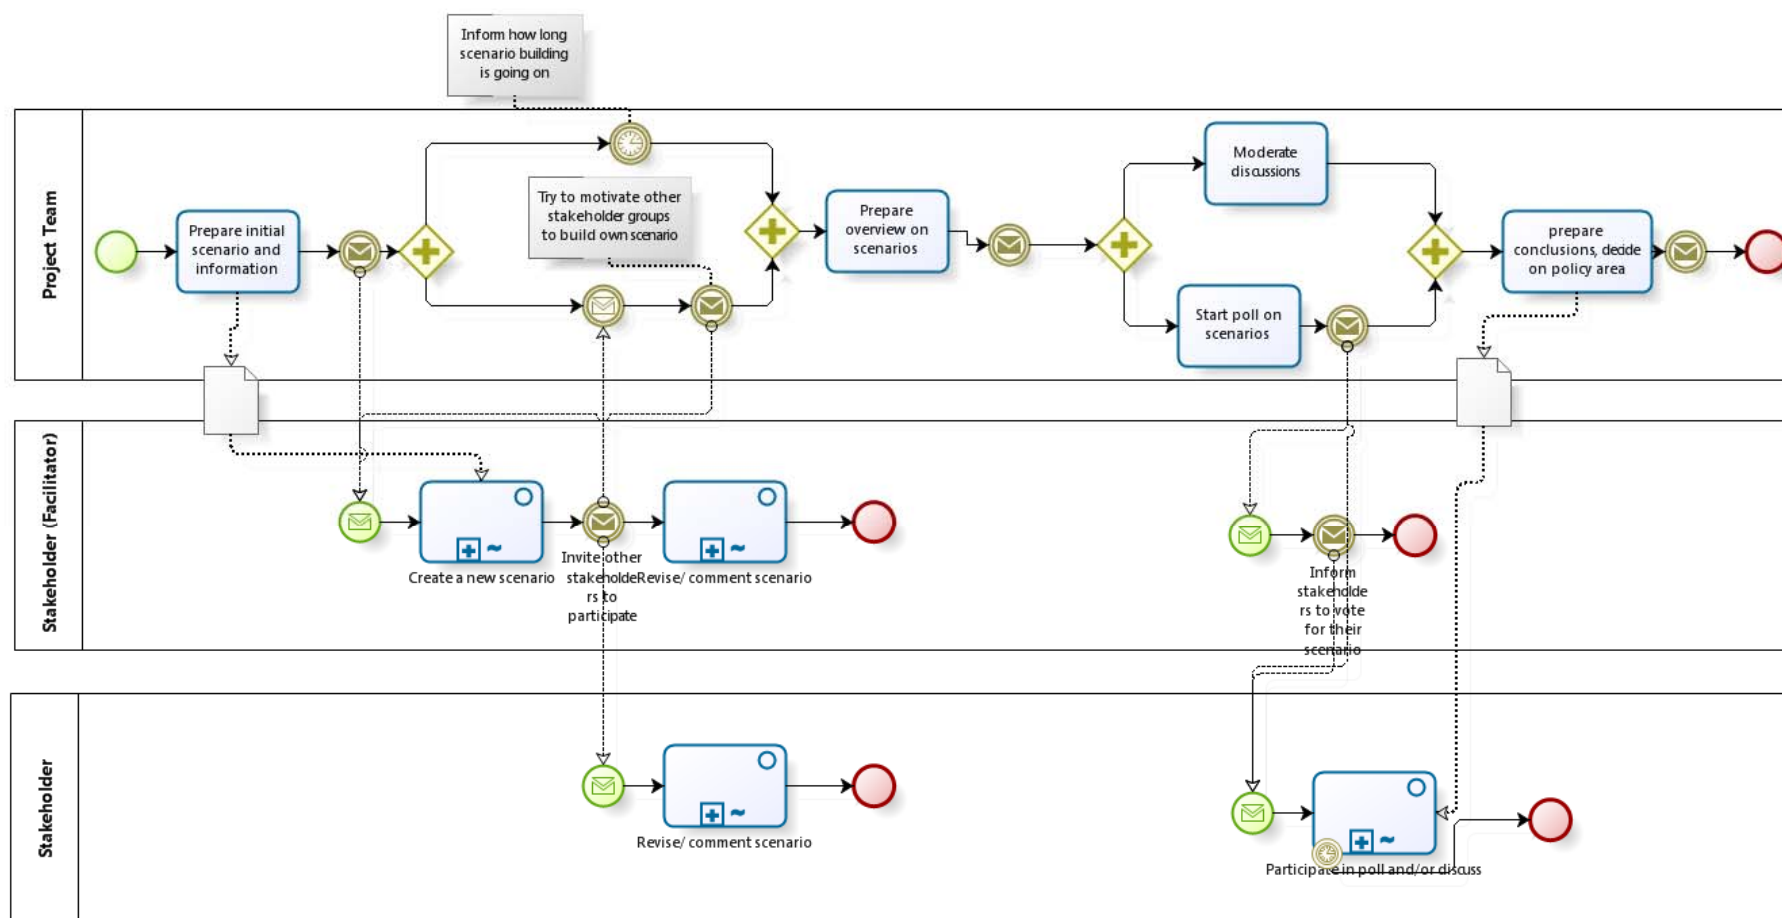 Inform how long
scenario building
is going on
Project Team
Prepare initial
scenario and
information
Try to motivate other
stakeholder groups
to build own scenario
Prepare
overview on
scenarios
Moderate
discussions
Start poll on
scenarios
prepare
conclusions, decide
on policy area
Stakeholder (Facilitator)
Create a new scenario
Invite other
stakeholde
rs to
participate
Revise/ comment scenario
Inform
stakeholde
rs to vote
for their
scenario
Stakeholder
Revise/ comment scenario
Participate in poll and/or discuss